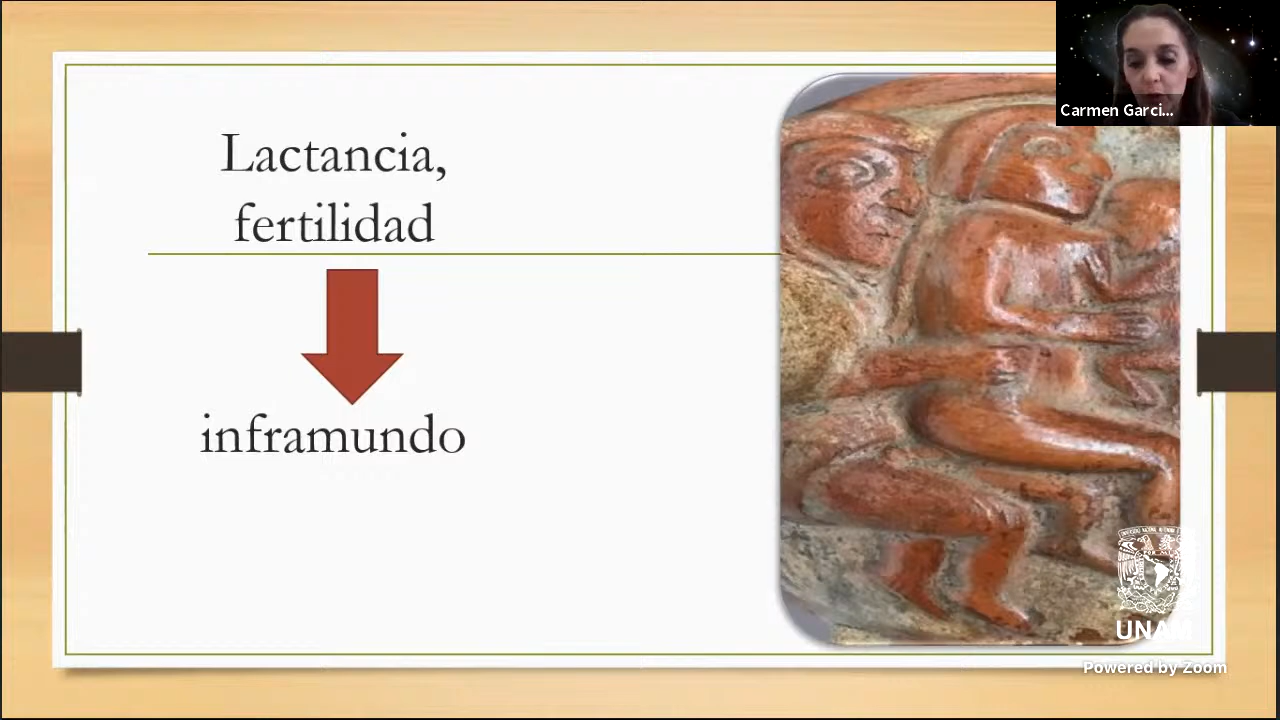 Carmen Garci...
Lactancia,
fertilidad
inframundo
UNAM
Powered by Zoom